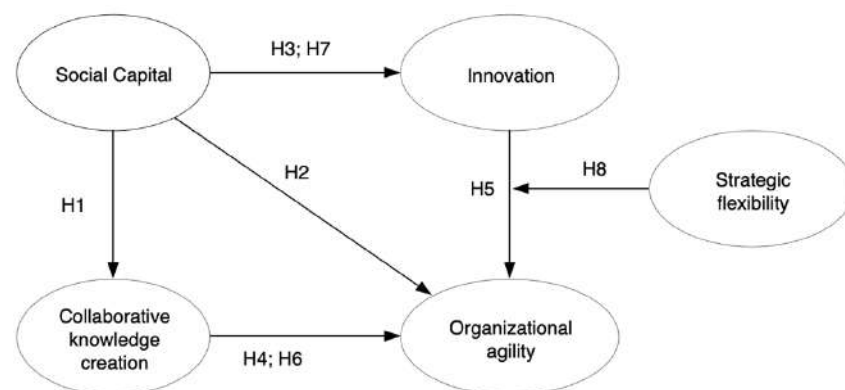 H3; H7
Social Capital
Innovation
H2
H8
Strategic
flexibility
H1
H5
Collaborative
knowledge
creation
Organizational
agility
H4; H6